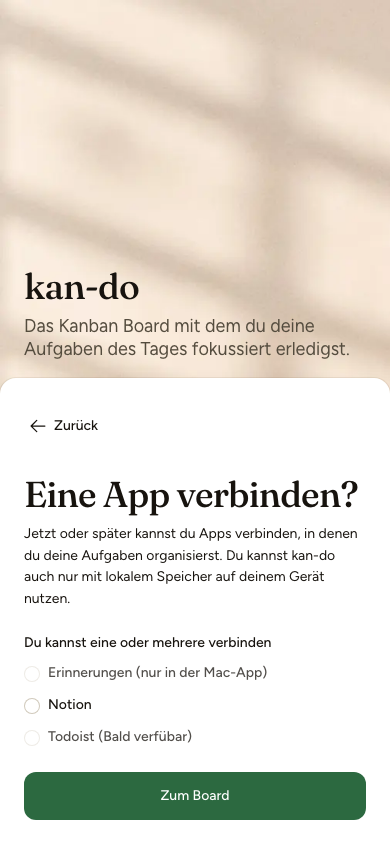 kan-do
Das Kanban Board mit dem du deine
Aufgaben des Tages fokussiert erledigst.
Zurück
Eine App verbinden?
Jetzt oder später kannst du Apps verbinden, in denen
du deine Aufgaben organisierst. Du kannst kan-do
auch nur mit lokalem Speicher auf deinem Gerät
nutzen.
Du kannst eine oder mehrere verbinden
Erinnerungen (nur in der Mac-App)
Notion
Todoist (Bald verfübar)
Zum Board